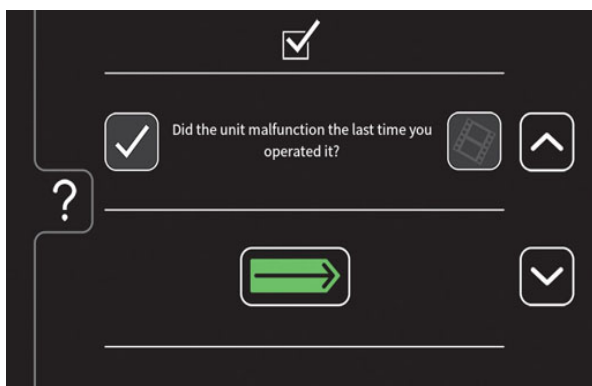 Did the unit malfunction the last time you
operated it?
?